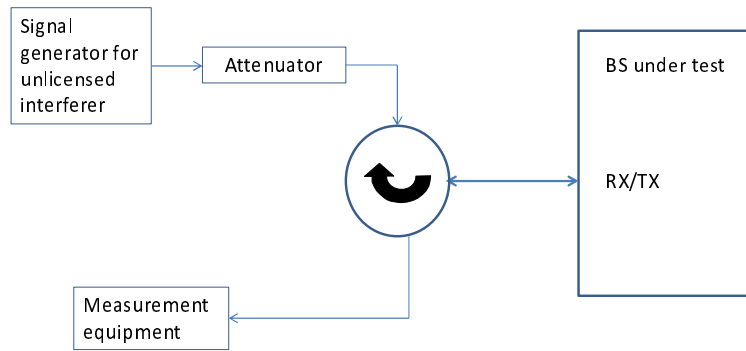 Signal
generator for
unlicensed
interferer
Attenuator
BS under test
RX/TX
Measurement
equipment